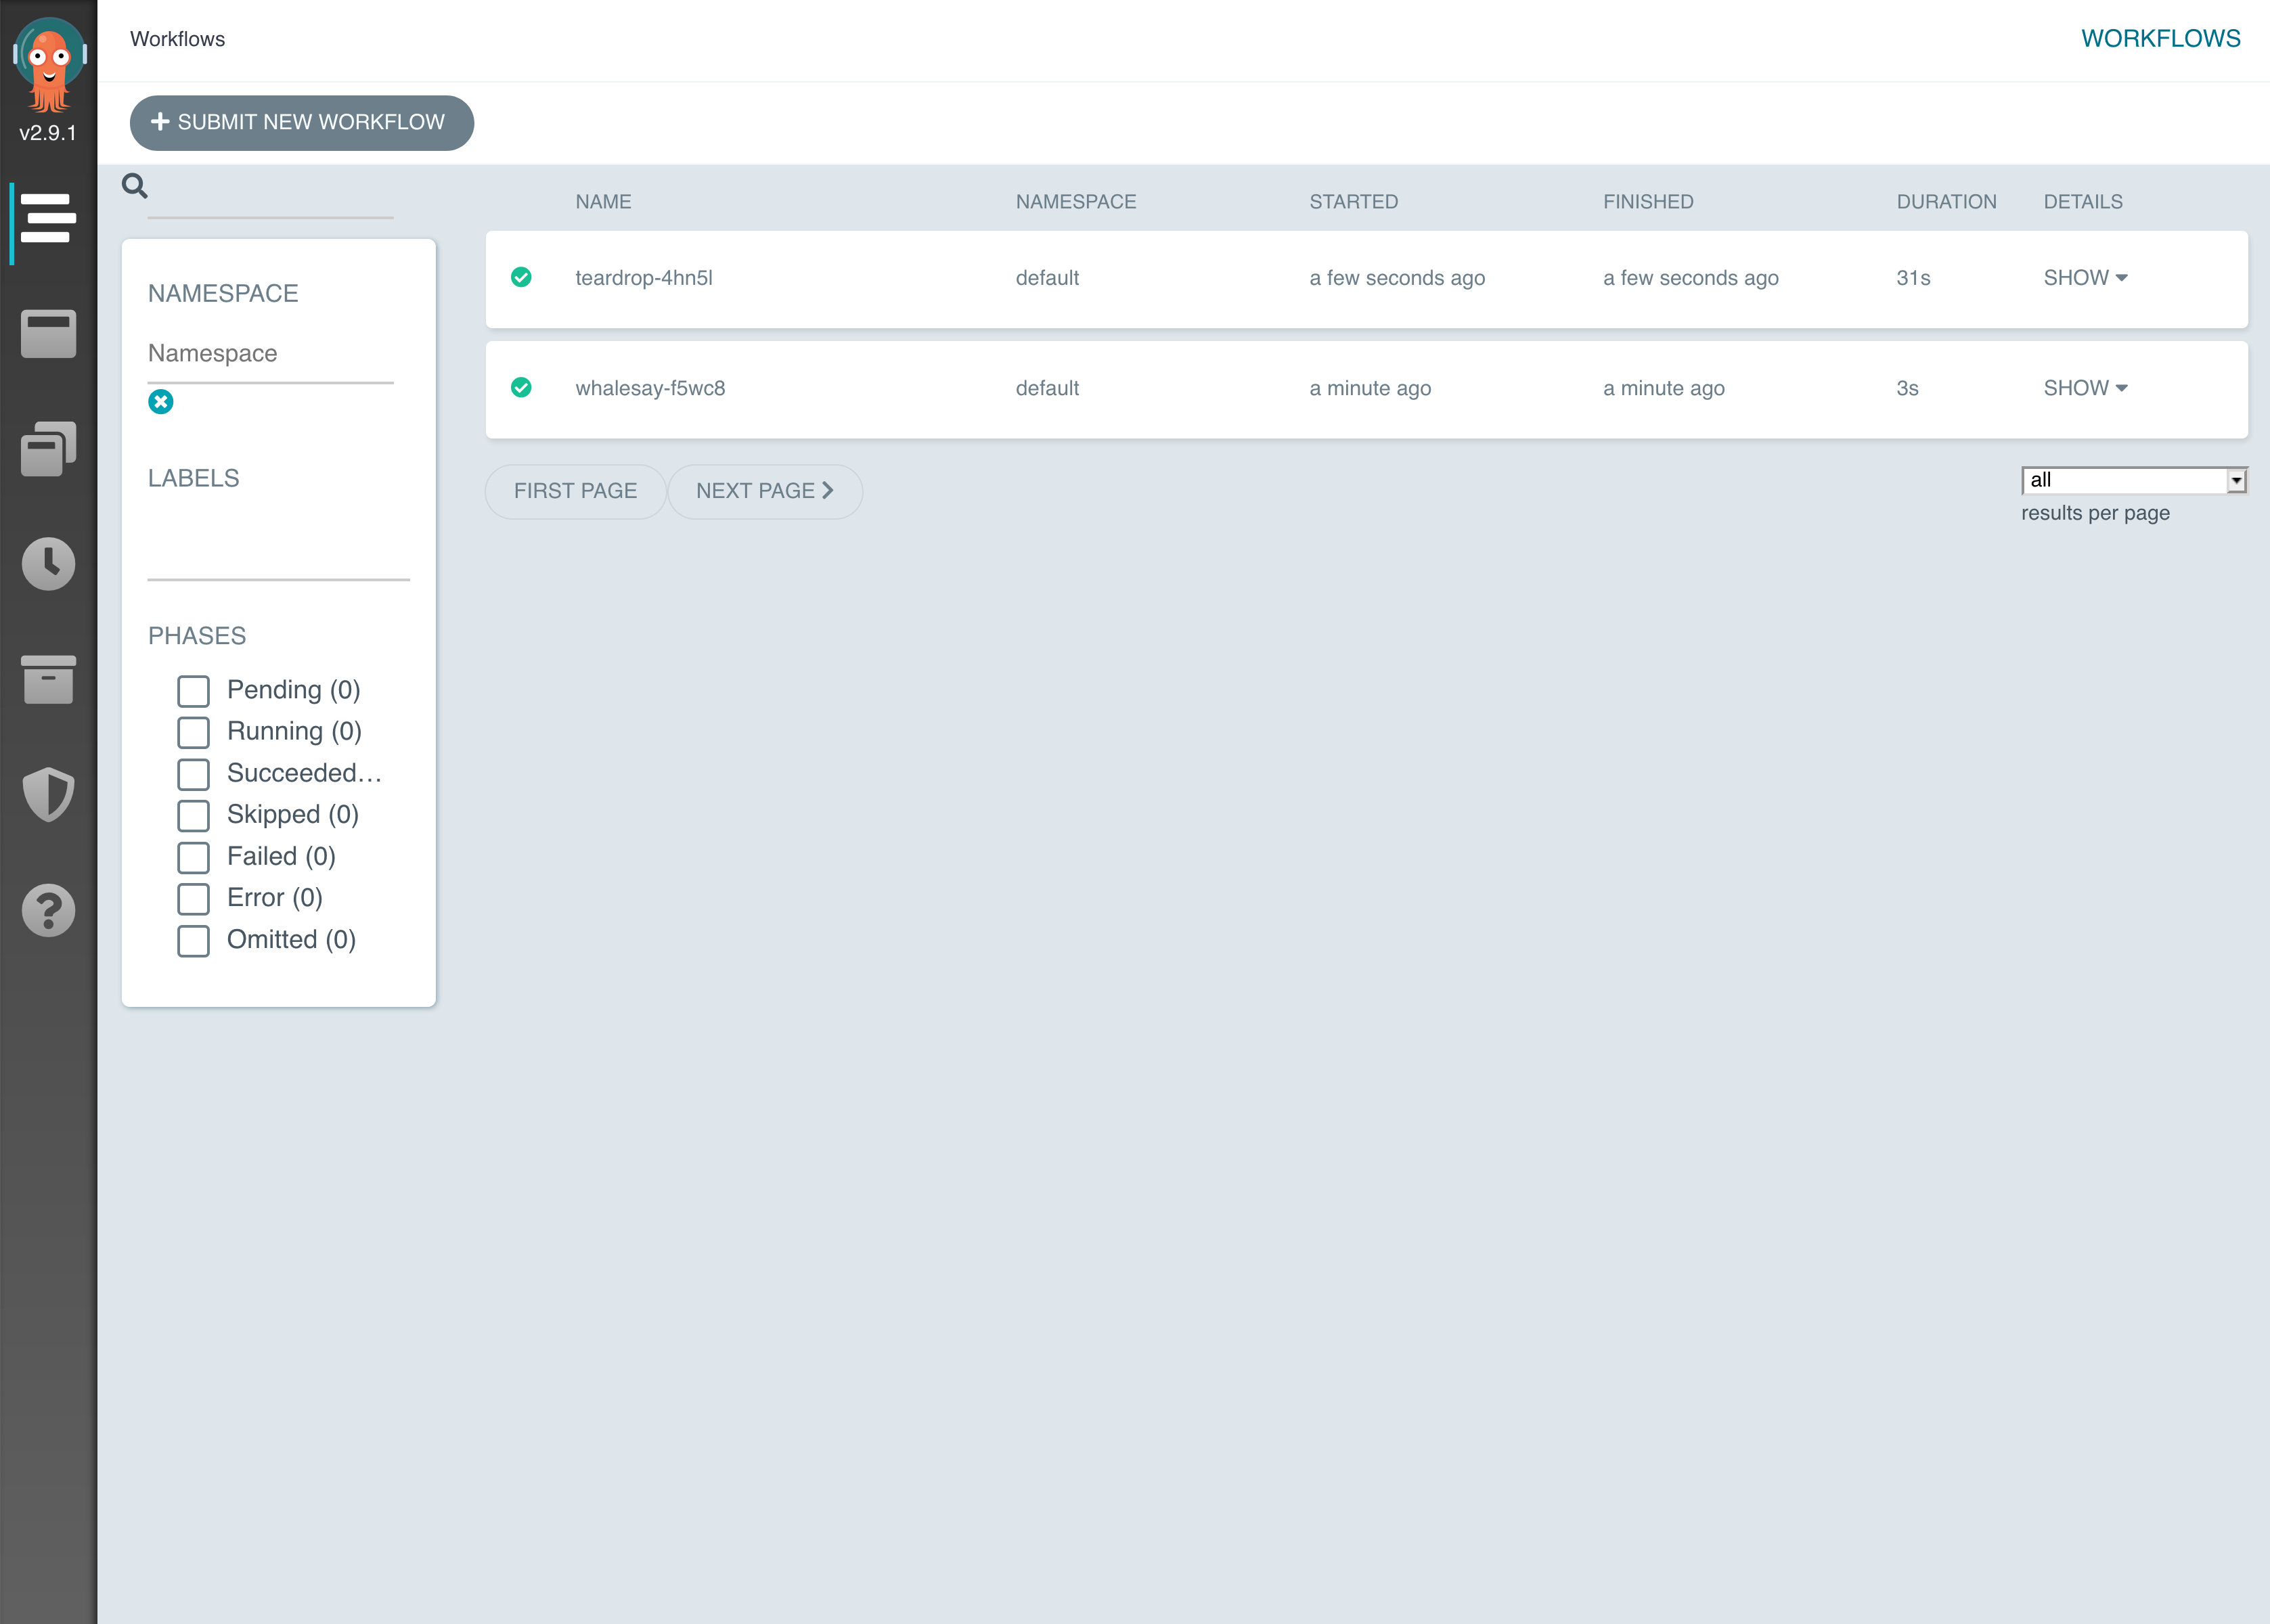 v2.9.1
Workflows
WORKFLOWS
SUBMIT NEW WORKFLOW
NAMESPACE
Namespace
LABELS
PHASES
Pending (0)
Running (0)
Succeeded...
Skipped (0)
Failed (0)
Error (0)
Omitted (0)
NAME NAMESPACE STARTED FINISHED DURATION DETAILS
teardrop-4hn5l default a few seconds ago a few seconds ago 31s SHOW
whalesay-f5wc8 default a minute ago a minute ago 3s SHOW
FIRST PAGE NEXT PAGE
all
results per page